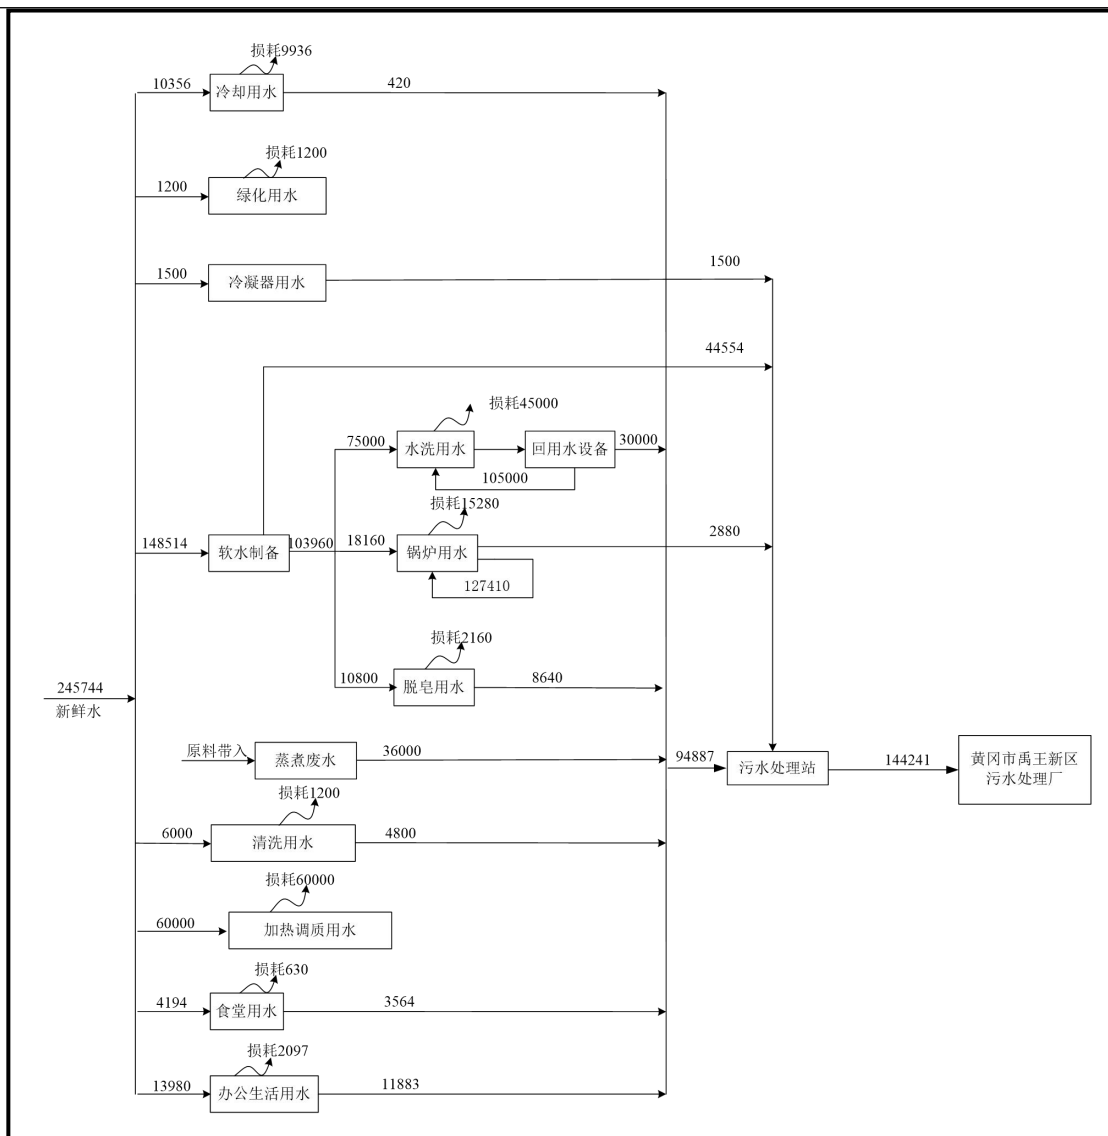 损耗9936
10356
冷却用水
420
损耗1200
1200
绿化用水
1500
冷凝器用水
1500
44554
损耗45000
75000
水洗用水
回用水设备
30000
105000
损耗15280
148514
软水制备
103960
18160
锅炉用水
2880
127410
损耗2160
10800
脱皂用水
8640
245744
新鲜水
原料带入
蒸煮废水
36000
94887
污水处理站
144241
黄冈市禹王新区
污水处理厂
损耗1200
6000
清洗用水
4800
损耗60000
60000
加热调质用水
损耗630
4194
食堂用水
3564
损耗2097
13980
办公生活用水
11883